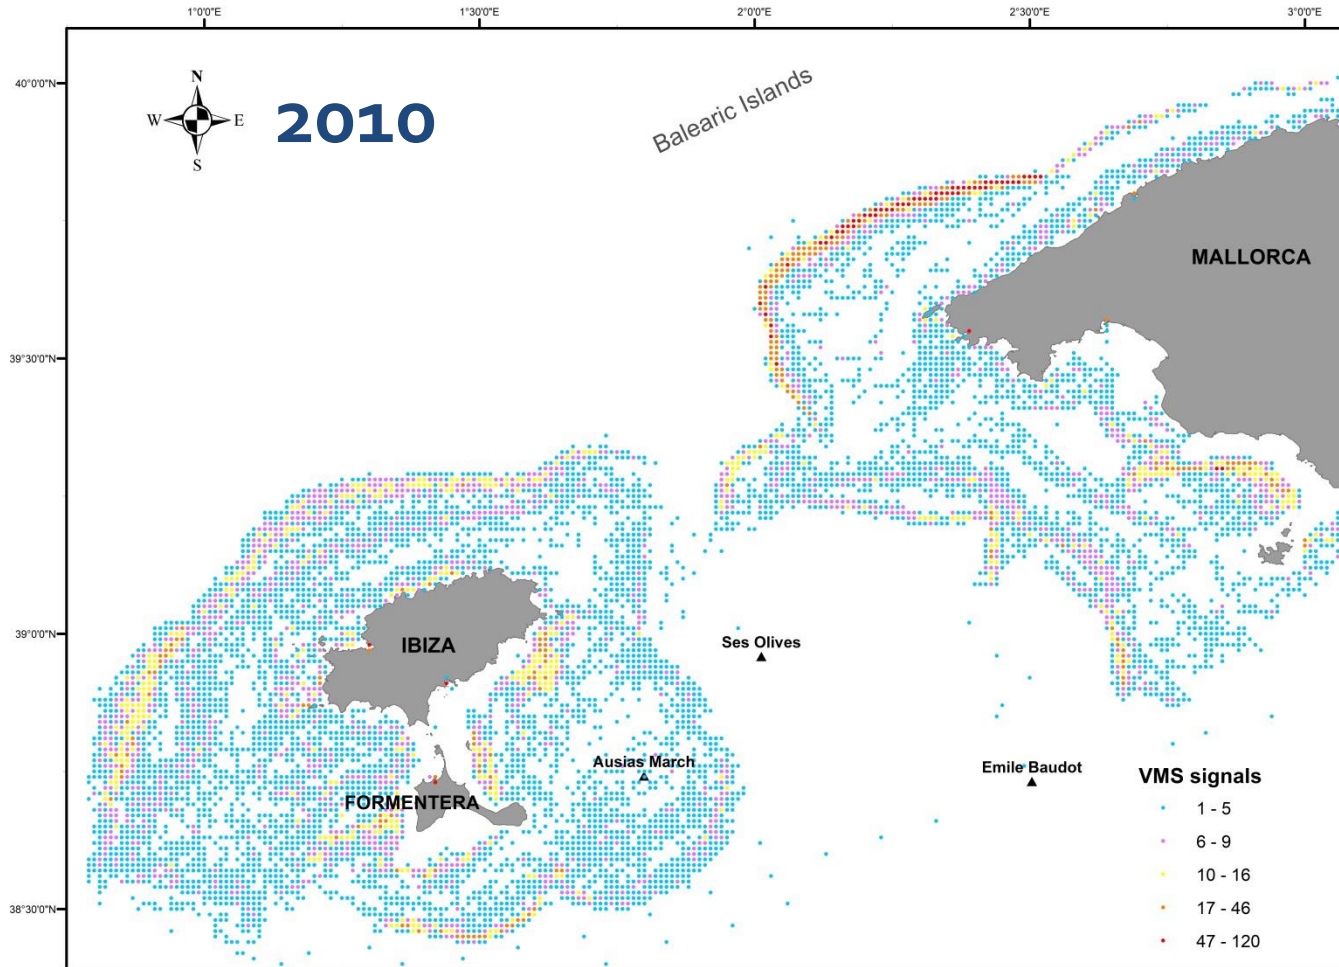 1°0'0"E
1°30'0"E
2°0'0"E
2°30'0"E
3°0'0"E
40°0'0"N
39°30'0"N
39°0'0"N
38°30'0"N
N
W
E
S
2010
Balearic Islands
MALLORCA
IBIZA
Ses Olives
Ausias March
Emile Baudot
FORMENTERA
VMS signals
1 - 5
6 - 9
10 - 16
17 - 46
47 - 120